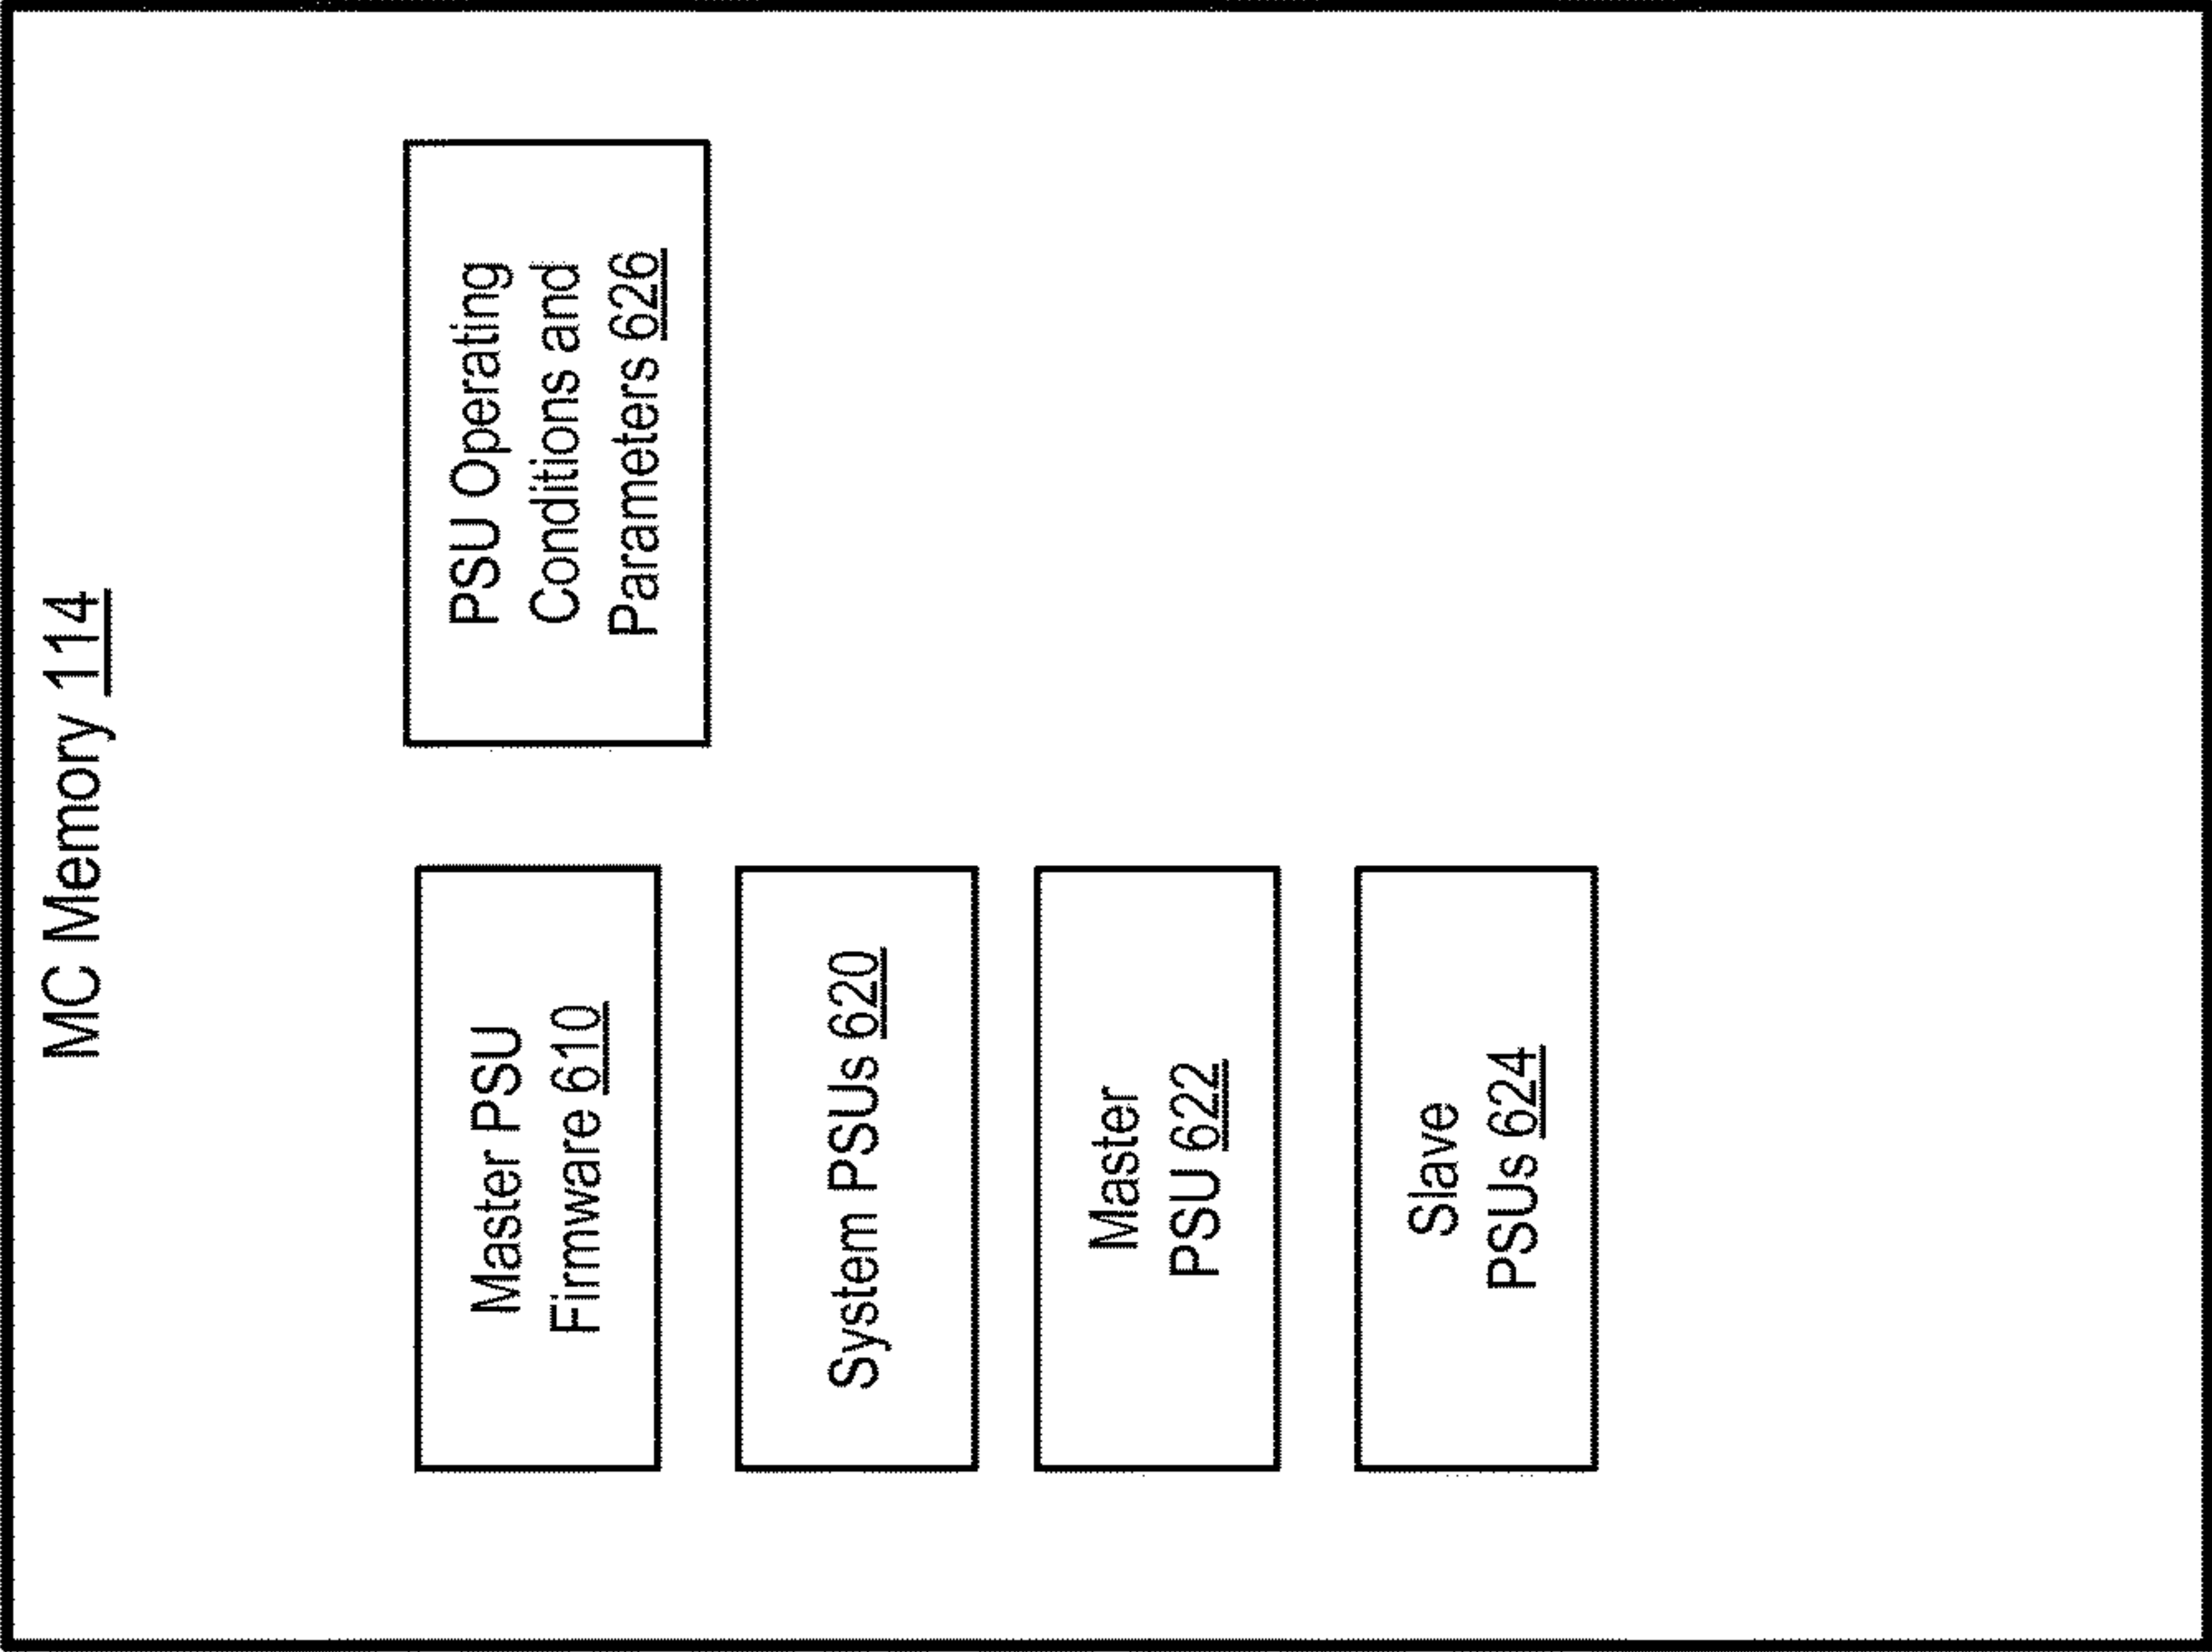 MC Memory 114
Master PSU
Firmware 610
System PSUs 620
Master
PSU 622
Slave
PSUs 624
PSU Operating
Conditions and
Parameters 626